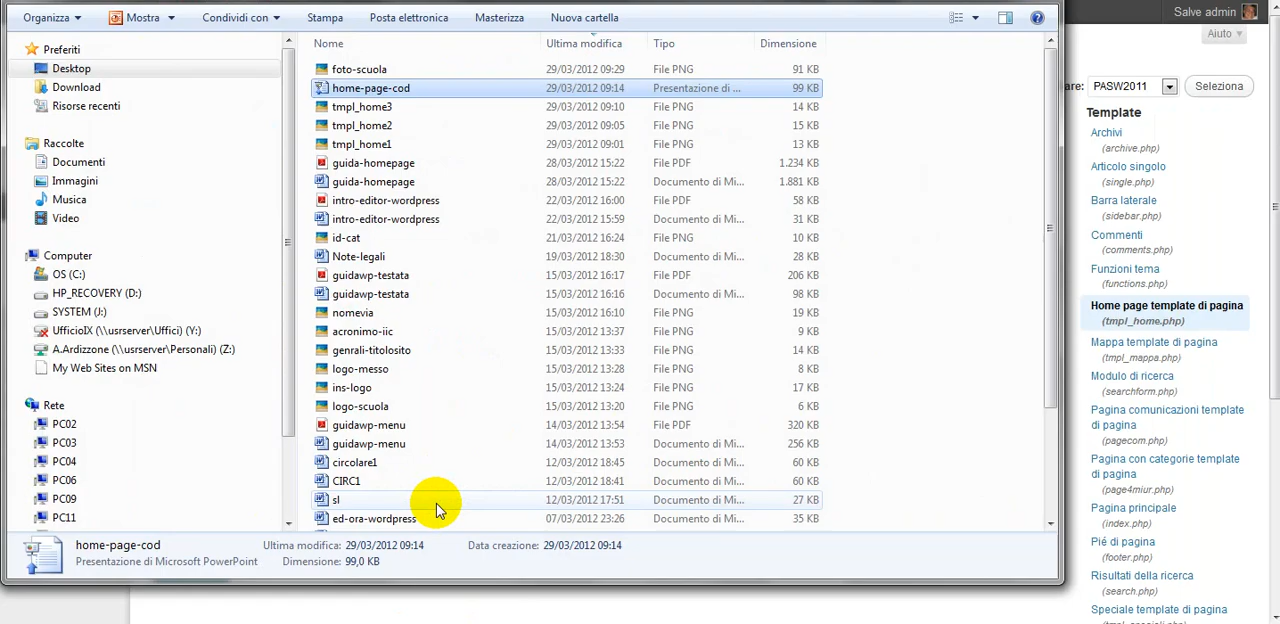 Organizza Mostra Condividi con Stampa Posta elettronica Masterizza Nuova cartella
Preferiti
Desktop
Download
Risorse recenti
Raccolte
Documenti
Immagini
Musica
Video
Computer
OS (C:)
HP_RECOVERY (D:)
SYSTEM (J:)
UfficioIX (\\usrserver\Uffici) (Y:)
A.Ardizzone (\\usrserver\Personali) (Z:)
My Web Sites on MSN
Rete
PC02
PC03
PC04
PC06
PC09
PC11
Nome Ultima modifica Tipo Dimensione
foto-scuola 29/03/2012 09:29 File PNG 91 KB
home-page-cod 29/03/2012 09:14 Presentazione di ... 99 KB
tmpl_home3 29/03/2012 09:10 File PNG 14 KB
tmpl_home2 29/03/2012 09:05 File PNG 15 KB
tmpl_home1 29/03/2012 09:01 File PNG 13 KB
guida-homepage 28/03/2012 15:22 File PDF 1.234 KB
guida-homepage 28/03/2012 15:22 Documento di Mi... 1.881 KB
intro-editor-wordpress 22/03/2012 16:00 File PDF 58 KB
intro-editor-wordpress 22/03/2012 15:59 Documento di Mi... 31 KB
id-cat 21/03/2012 16:24 File PNG 10 KB
Note-legali 19/03/2012 18:30 Documento di Mi... 28 KB
guidawp-testata 15/03/2012 16:17 File PDF 206 KB
guidawp-testata 15/03/2012 16:16 Documento di Mi... 98 KB
nomevia 15/03/2012 16:10 File PNG 19 KB
acronimo-iic 15/03/2012 13:37 File PNG 9 KB
genrali-titolosito 15/03/2012 13:33 File PNG 14 KB
logo-messo 15/03/2012 13:28 File PNG 8 KB
ins-logo 15/03/2012 13:24 File PNG 17 KB
logo-scuola 15/03/2012 13:20 File PNG 6 KB
guidawp-menu 14/03/2012 13:54 File PDF 320 KB
guidawp-menu 14/03/2012 13:53 Documento di Mi... 256 KB
circolare1 12/03/2012 18:45 Documento di Mi... 60 KB
CIRC1 12/03/2012 18:41 Documento di Mi... 60 KB
sl 12/03/2012 17:51 Documento di Mi... 27 KB
ed-ora-wordpress 07/03/2012 23:26 Documento di Mi... 35 KB
home-page-cod Ultima modifica: 29/03/2012 09:14 Data creazione: 29/03/2012 09:14
Presentazione di Microsoft PowerPoint Dimensione: 99,0 KB
Salve admin
Aiuto
are: PASW2011 Seleziona
Template
Archivi
(archive.php)
Articolo singolo
(single.php)
Barra laterale
(sidebar.php)
Commenti
(comments.php)
Funzioni tema
(functions.php)
Home page template di pagina
(tmpl_home.php)
Mappa template di pagina
(tmpl_mappa.php)
Modulo di ricerca
(searchform.php)
Pagina comunicazioni template
di pagina
(pagecom.php)
Pagina con categorie template
di pagina
(page4miur.php)
Pagina principale
(index.php)
Pié di pagina
(footer.php)
Risultati della ricerca
(search.php)
Speciale template di pagina
(tmpl_speciali.php)